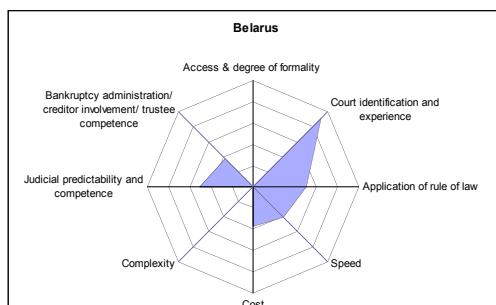 Belarus
Access & degree of formality
Bankruptcy administration/
creditor involvement/ trustee
competence
Court identification and
experience
Judicial predictability and
competence
Application of rule of law
Complexity
Speed
Cost